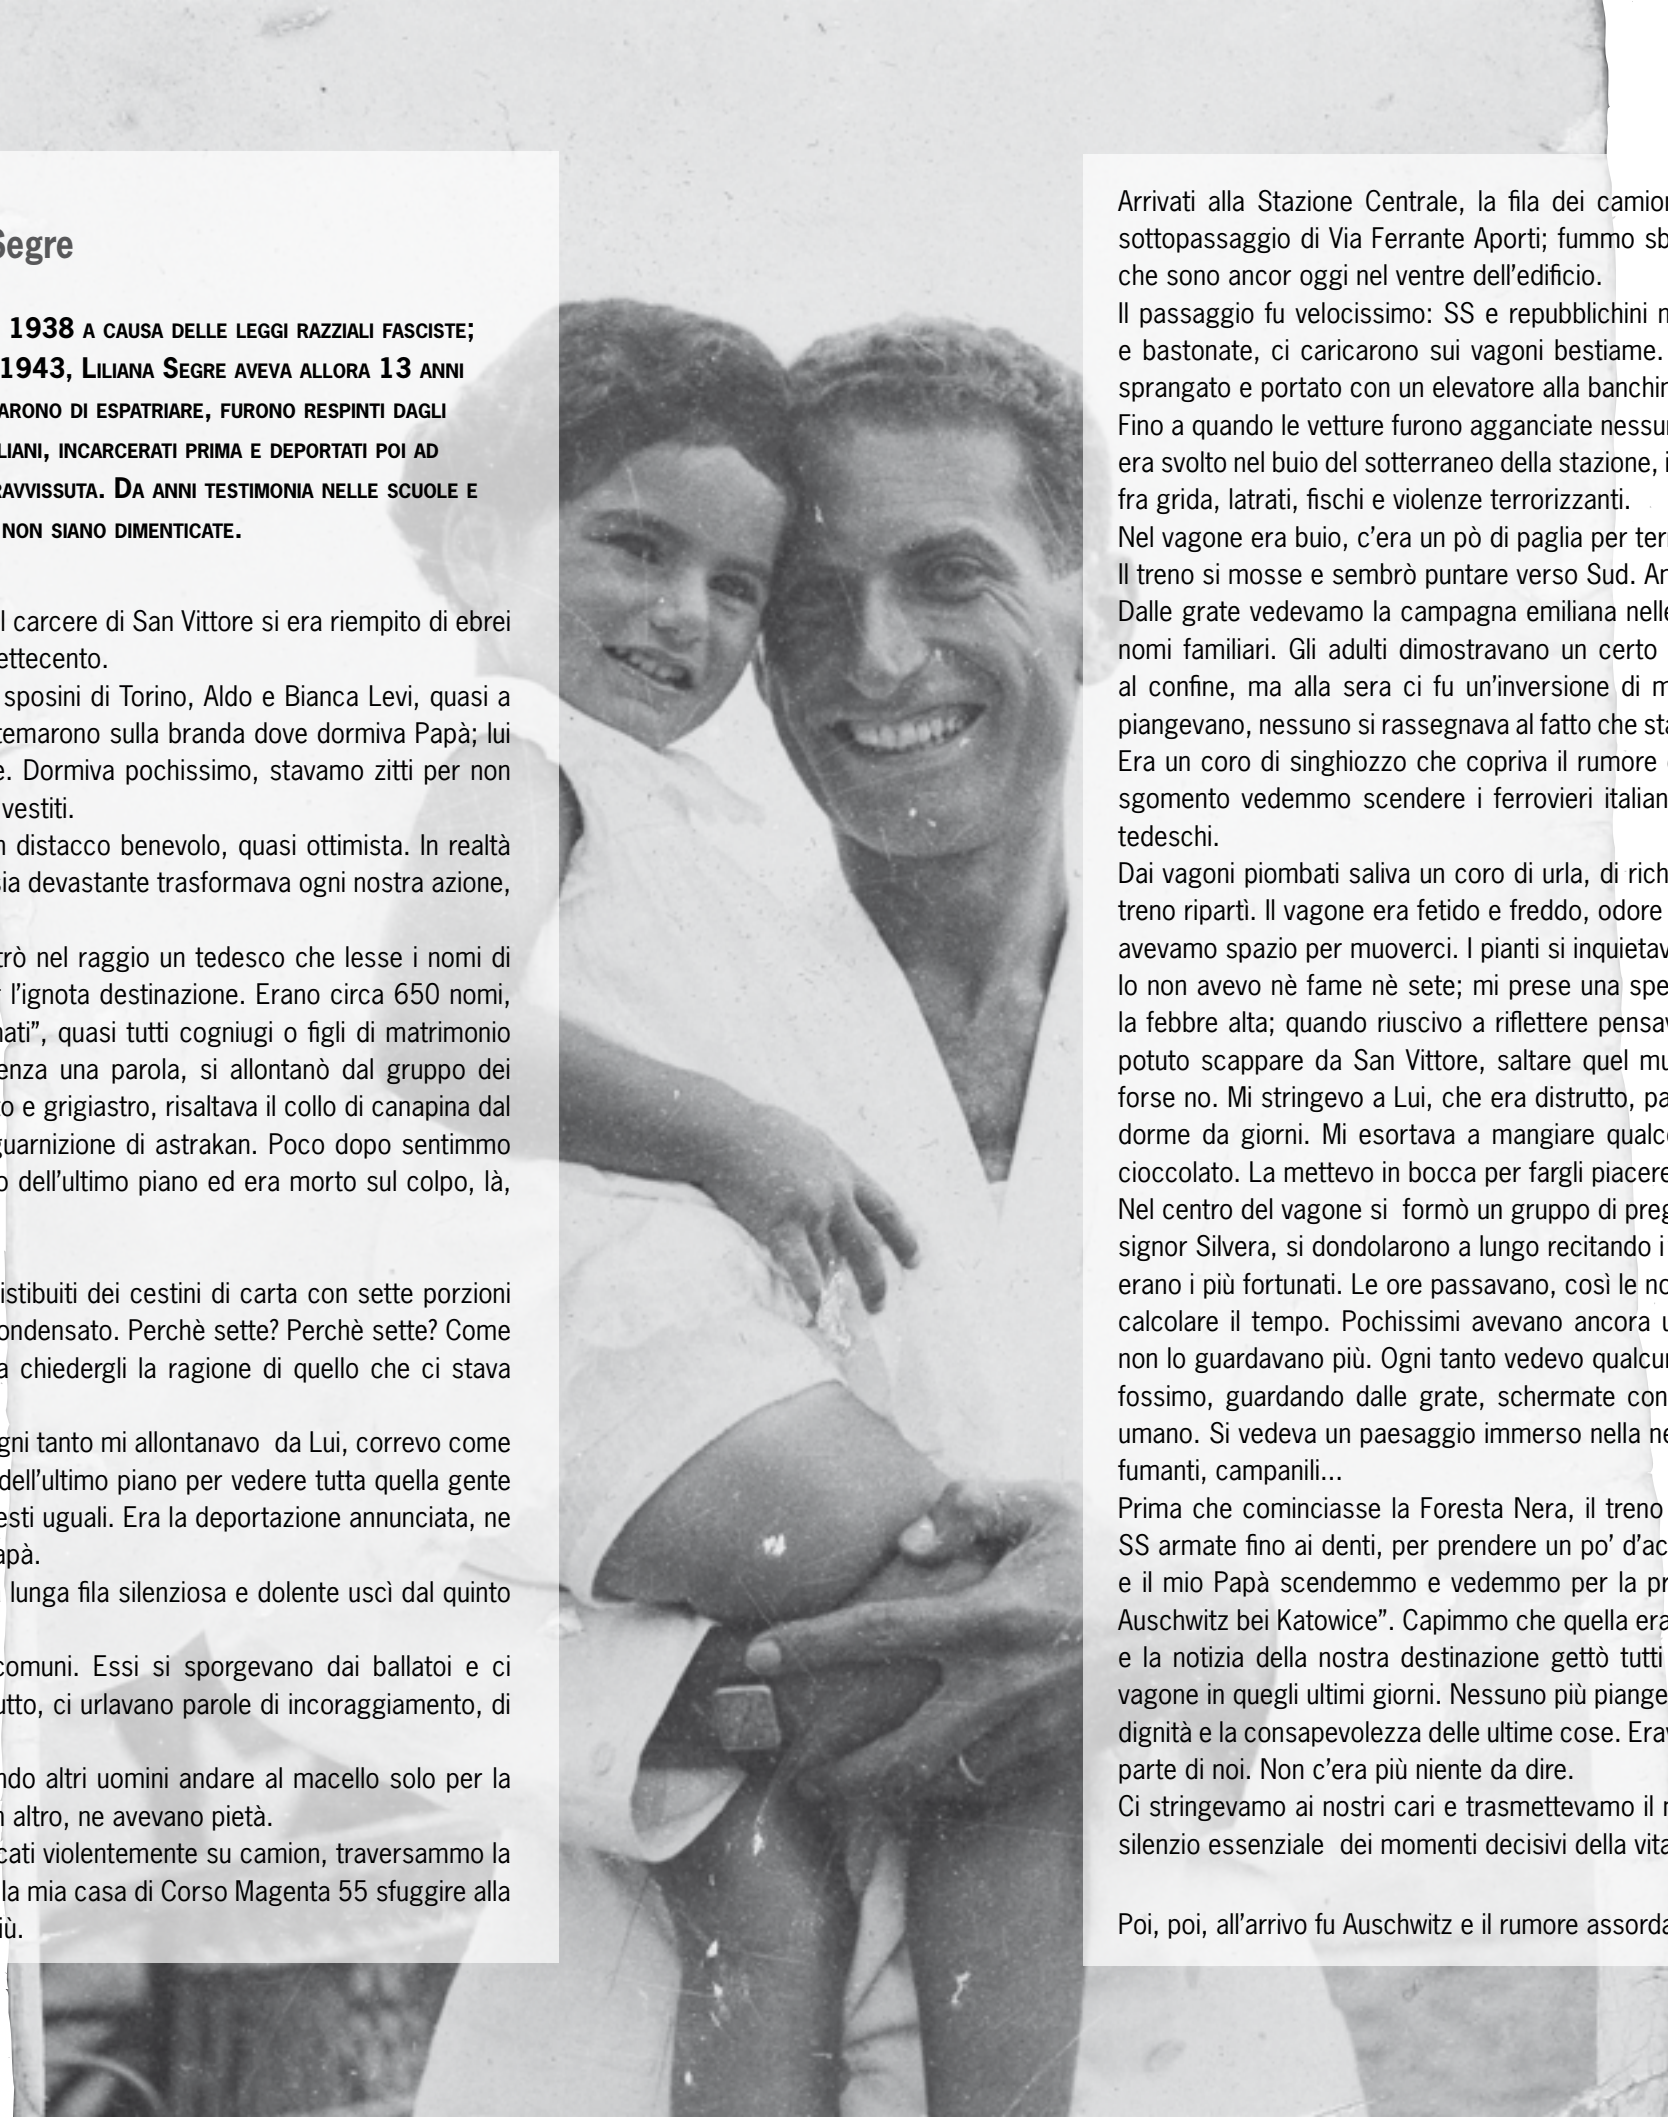 Segre
1938 A CAUSA DELLE LEGGI RAZZIALI FASCISTE;
1943, LILIANA SEGRE AVEVA ALLORA 13 ANNI
ARONO DI ESPATRIARE, FURONO RESPINTI DAGLI
LIANI, INCARCERATI PRIMA E DEPORTATI POI AD
RAVVISSUTA. DA ANNI TESTIMONIA NELLE SCUOLE E
NON SIANO DIMENTICATE.
l carcere di San Vittore si era riempito di ebrei
ettecento.
sposini di Torino, Aldo e Bianca Levi, quasi a
temarono sulla branda dove dormiva Papà; lui
e. Dormiva pochissimo, stavamo zitti per non
vestiti.
n distacco benevolo, quasi ottimista. In realtà
sia devastante trasformava ogni nostra azione,
trò nel raggio un tedesco che lesse i nomi di
r l'ignota destinazione. Erano circa 650 nomi,
nati”, quasi tutti cogniugi o figli di matrimonio
enza una parola, si allontanò dal gruppo dei
to e grigiastro, risaltava il collo di canapina dal
guarnizione di astrakan. Poco dopo sentimmo
o dell'ultimo piano ed era morto sul colpo, là,
istibuiti dei cestini di carta con sette porzioni
ondensato. Perchè sette? Perchè sette? Come
a chiedergli la ragione di quello che ci stava
gni tanto mi allontanavo da Lui, correvo come
dell'ultimo piano per vedere tutta quella gente
esti uguali. Era la deportazione annunciata, ne
apà.
lunga fila silenziosa e dolente uscì dal quinto
comuni. Essi si sporgevano dai ballatoi e ci
utto, ci urlavano parole di incoraggiamento, di
ndo altri uomini andare al macello solo per la
n altro, ne avevano pietà.
cati violentemente su camion, traversammo la
la mia casa di Corso Magenta 55 sfuggire alla
iù.
Arrivati alla Stazione Centrale, la fila dei camion
sottopassaggio di Via Ferrante Aporti; fummo sb
che sono ancor oggi nel ventre dell'edificio.
Il passaggio fu velocissimo: SS e repubblichini n
e bastonate, ci caricarono sui vagoni bestiame.
sprangato e portato con un elevatore alla banchin
Fino a quando le vetture furono agganciate nessun
era svolto nel buio del sotterraneo della stazione, i
fra grida, latrati, fischi e violenze terrorizzanti.
Nel vagone era buio, c'era un pò di paglia per terr
Il treno si mosse e sembrò puntare verso Sud. An
Dalle grate vedevamo la campagna emiliana nelle
nomi familiari. Gli adulti dimostravano un certo
al confine, ma alla sera ci fu un'inversione di m
piangevano, nessuno si rassegnava al fatto che sta
Era un coro di singhiozzo che copriva il rumore
sgomento vedemmo scendere i ferrovieri italian
tedeschi.
Dai vagoni piombati saliva un coro di urla, di rich
treno ripartì. Il vagone era fetido e freddo, odore
avevamo spazio per muoverci. I pianti si inquietav
Io non avevo nè fame nè sete; mi prese una spe
la febbre alta; quando riuscivo a riflettere pensav
potuto scappare da San Vittore, saltare quel mu
forse no. Mi stringevo a Lui, che era distrutto, pa
dorme da giorni. Mi esortava a mangiare qualc
cioccolato. La mettevo in bocca per fargli piacere
Nel centro del vagone si formò un gruppo di preg
signor Silvera, si dondolarono a lungo recitando i
erano i più fortunati. Le ore passavano, così le no
calcolare il tempo. Pochissimi avevano ancora u
non lo guardavano più. Ogni tanto vedevo qualcun
fossimo, guardando dalle grate, schermate con
umano. Si vedeva un paesaggio immerso nella ne
fumanti, campanili...
Prima che cominciasse la Foresta Nera, il treno
SS armate fino ai denti, per prendere un po' d'ac
e il mio Papà scendemmo e vedemmo per la pr
Auschwitz bei Katowice”. Capimmo che quella era
e la notizia della nostra destinazione gettò tutti
vagone in quegli ultimi giorni. Nessuno più piange
dignità e la consapevolezza delle ultime cose. Erav
parte di noi. Non c'era più niente da dire.
Ci stringevamo ai nostri cari e trasmettevamo il
silenzio essenziale dei momenti decisivi della vita
Poi, poi, all'arrivo fu Auschwitz e il rumore assorda